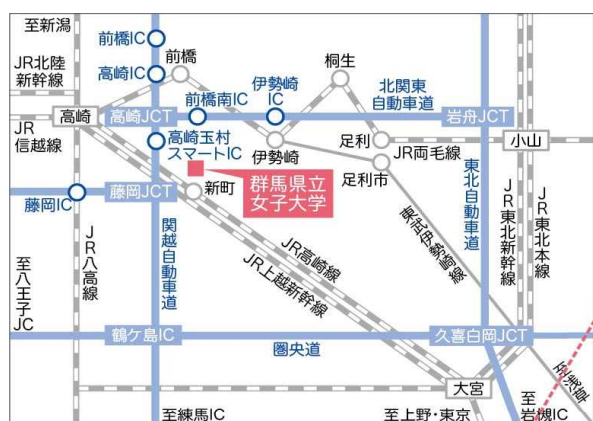 至新潟
JR北陸
新幹線
前橋IC
前橋
高崎IC
桐生
伊勢崎
IC
北関東
自動車道
前橋南IC
高崎
高崎JCT
岩舟JCT
JR
信越線
高崎玉村
スマートIC
伊勢崎
足利
JR両毛線
小山
足利市
群馬県立
女子大学
藤岡IC
藤岡JCT
新町
東北自動車道
JR東北新幹線
JR東北本線
東武伊勢崎線
関越自動車道
JR八高線
JR高崎線
JR上越新幹線
至八王子
JC
鶴ケ島IC
圏央道
久喜白岡JCT
大宮
至浅草
至練馬IC
至上野・東京
至
岩槻IC